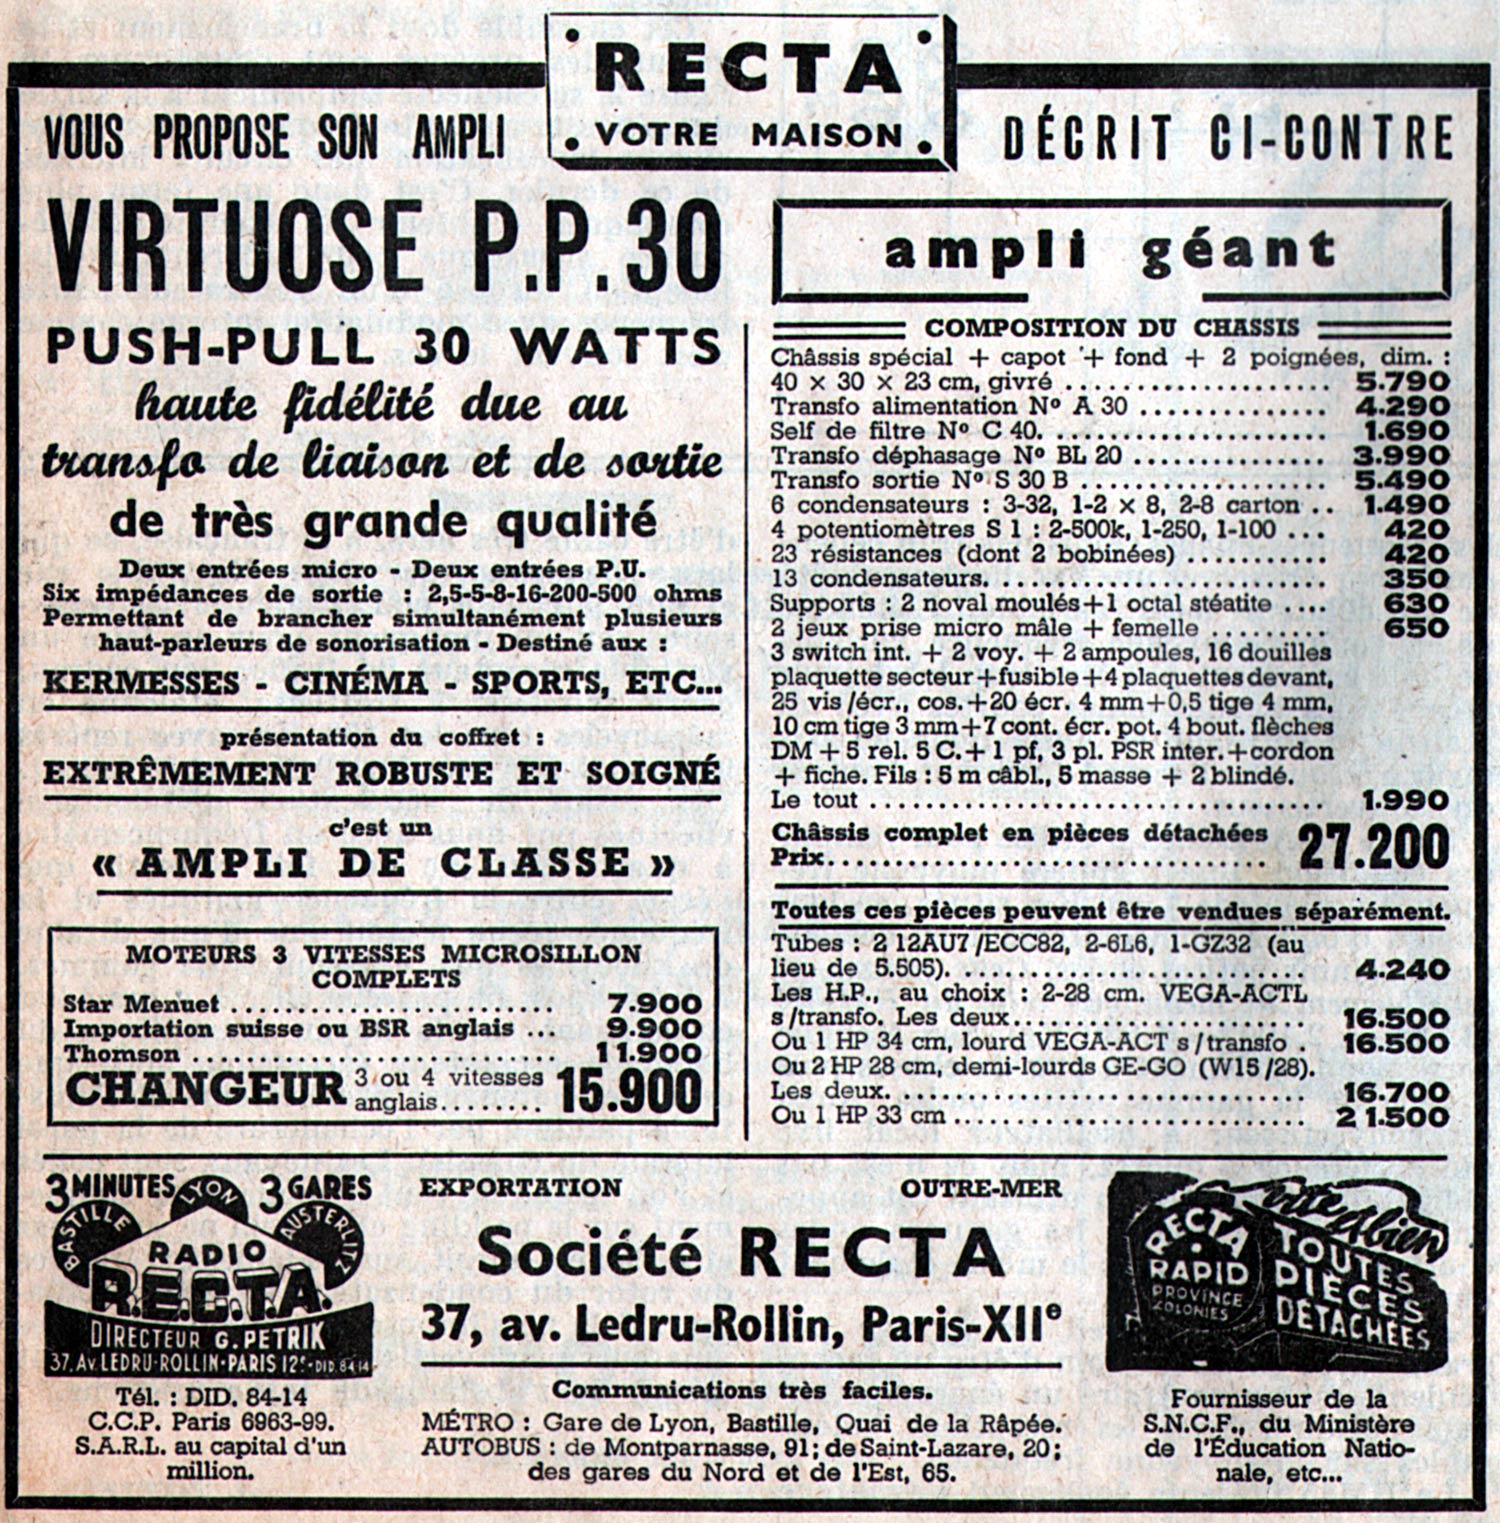 RECTA
VOTRE MAISON
VOUS PROPOSE SON AMPLI
DÉCRIT CI-CONTRE
VIRTUOSE P.P. 30
PUSH-PULL 30 WATTS
haute fidélité due au
transfo de liaison et de sortie
de très grande qualité
Deux entrées micro - Deux entrées P.U.
Six impédances de sortie : 2,5-5-8-16-200-500 ohms
Permettant de brancher simultanément plusieurs
haut-parleurs de sonorisation - Destiné aux :
KERMESSES - CINÉMA - SPORTS, ETC...
présentation du coffret :
EXTRÊMEMENT ROBUSTE ET SOIGNÉ
c'est un
« AMPLI DE CLASSE »
MOTEURS 3 VITESSES MICROSILLON
COMPLETS
Star Menuet ........................ 7.900
Importation suisse ou BSR anglais ... 9.900
Thomson ............................ 11.900
CHANGEUR 3 ou 4 vitesses anglais........ 15.900
ampli géant
COMPOSITION DU CHASSIS
Châssis spécial + capot + fond + 2 poignées, dim. :
40 × 30 × 23 cm, givré ..................... 5.790
Transfo alimentation Nº A 30 ............... 4.290
Self de filtre Nº C 40. ..................... 1.690
Transfo déphasage Nº BL 20 ............... 3.990
Transfo sortie Nº S 30 B ................... 5.490
6 condensateurs : 3-32, 1-2 × 8, 2-8 carton .. 1.490
4 potentiomètres S 1 : 2-500k, 1-250, 1-100 ... 420
23 résistances (dont 2 bobinées) ........... 420
13 condensateurs........................... 350
Supports : 2 noval moulés+1 octal stéatite .... 630
2 jeux prise micro mâle + femelle ......... 650
3 switch int. + 2 voy. + 2 ampoules, 16 douilles
plaquette secteur+fusible+4 plaquettes devant,
25 vis/écr., cos.+20 écr. 4 mm+0,5 tige 4 mm,
10 cm tige 3 mm+7 cont. écr. pot. 4 bout. flèches
DM + 5 rel. 5 C. + 1 pf, 3 pl. PSR inter. + cordon
+ fiche. Fils : 5 m câbl., 5 masse + 2 blindé.
Le tout .................................... 1.990
Châssis complet en pièces détachées
Prix................................. 27.200
Toutes ces pièces peuvent être vendues séparément.
Tubes : 2 12AU7/ECC82, 2-6L6, 1-GZ32 (au
lieu de 5.505)............................ 4.240
Les H.P., au choix : 2-28 cm. VEGA-ACTL
s/transfo. Les deux....................... 16.500
Ou 1 HP 34 cm, lourd VEGA-ACT s/transfo . 16.500
Ou 2 HP 28 cm, demi-lourds GE-GO (W15/28).
Les deux.................................. 16.700
Ou 1 HP 33 cm ............................ 21.500
3 MINUTES 3 GARES
BASTILLE LYON AUSTERLITZ
RADIO
R.E.C.T.A.
DIRECTEUR G. PETRIK
37, AV. LEDRU-ROLLIN-PARIS 12e-DID. 84-14
Tél. : DID. 84-14
C.C.P. Paris 6963-99.
S.A.R.L. au capital d'un
million.
EXPORTATION OUTRE-MER
Société RECTA
37, av. Ledru-Rollin, Paris-XIIe
Communications très faciles.
MÉTRO : Gare de Lyon, Bastille, Quai de la Râpée.
AUTOBUS : de Montparnasse, 91; de Saint-Lazare, 20;
des gares du Nord et de l'Est, 65.
Vite et bien
RECTA
RAPID
PROVINCE
COLONIES
TOUTES
PIÈCES
DÉTACHÉES
Fournisseur de la
S.N.C.F., du Ministère
de l'Éducation Natio-
nale, etc...